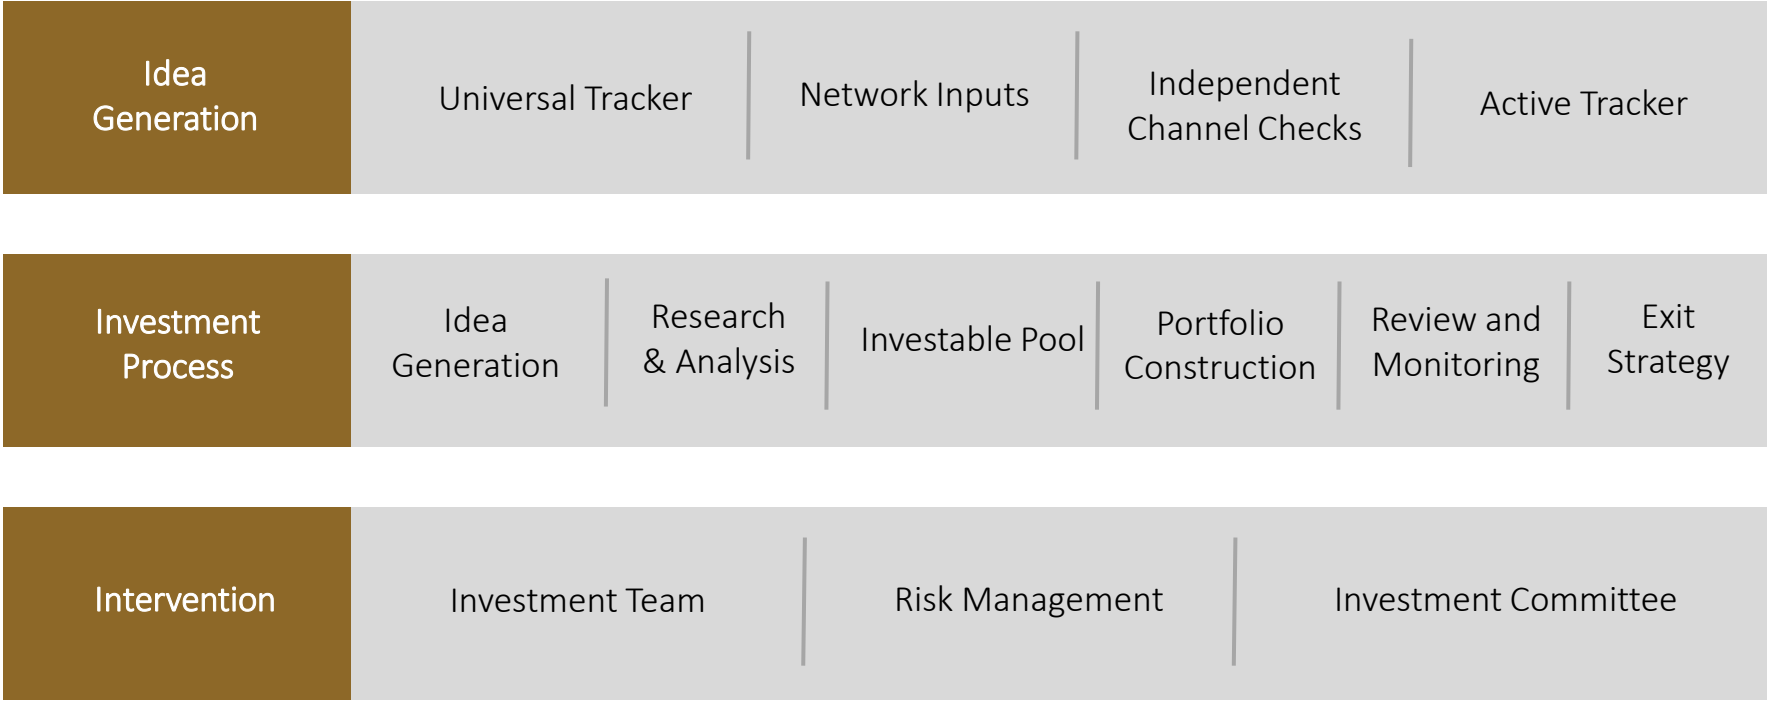 Idea
Generation
Universal Tracker
Network Inputs
Independent
Channel Checks
Active Tracker
Investment
Process
Idea
Generation
Research
& Analysis
Investable Pool
Portfolio
Construction
Review and
Monitoring
Exit
Strategy
Intervention
Investment Team
Risk Management
Investment Committee